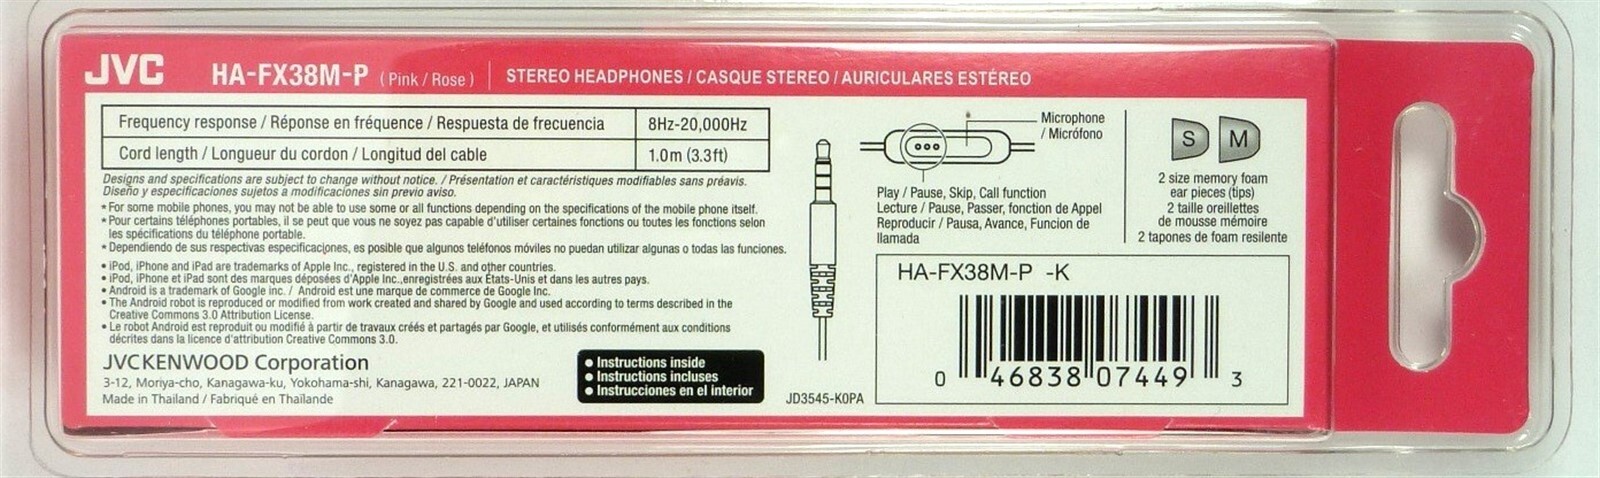 JVC HA-FX38M-P (Pink / Rose) STEREO HEADPHONES / CASQUE STEREO / AURICULARES ESTÉREO
Frequency response / Réponse en fréquence / Respuesta de frecuencia 8Hz-20,000Hz
Cord length / Longueur du cordon / Longitud del cable 1.0m (3.3ft)
Designs and specifications are subject to change without notice. / Présentation et caractéristiques modifiables sans préavis.
Diseño y especificaciones sujetos a modificaciones sin previo aviso.
* For some mobile phones, you may not be able to use some or all functions depending on the specifications of the mobile phone itself.
* Pour certains téléphones portables, il se peut que vous ne soyez pas capable d'utiliser certaines fonctions ou toutes les fonctions selon
les spécifications du téléphone portable.
* Dependiendo de sus respectivas especificaciones, es posible que algunos teléfonos móviles no puedan utilizar algunas o todas las funciones.
• iPod, iPhone and iPad are trademarks of Apple Inc., registered in the U.S. and other countries.
• iPod, iPhone et iPad sont des marques déposées d'Apple Inc.,enregistrées aux États-Unis et dans les autres pays.
• Android is a trademark of Google inc. / Android est une marque de commerce de Google Inc.
• The Android robot is reproduced or modified from work created and shared by Google and used according to terms described in the
Creative Commons 3.0 Attribution License.
• Le robot Android est reproduit ou modifié à partir de travaux créés et partagés par Google, et utilisés conformément aux conditions
décrites dans la licence d'attribution Creative Commons 3.0.
JVCKENWOOD Corporation
3-12, Moriya-cho, Kanagawa-ku, Yokohama-shi, Kanagawa, 221-0022, JAPAN
Made in Thailand / Fabriqué en Thaïlande
• Instructions inside
• Instructions incluses
• Instrucciones en el interior
JD3545-K0PA
Microphone
/ Micrófono
Play / Pause, Skip, Call function
Lecture / Pause, Passer, fonction de Appel
Reproducir / Pausa, Avance, Funcion de
llamada
S M
2 size memory foam
ear pieces (tips)
2 taille oreillettes
de mousse mémoire
2 tapones de foam resilente
HA-FX38M-P -K
0 46838 07449 3